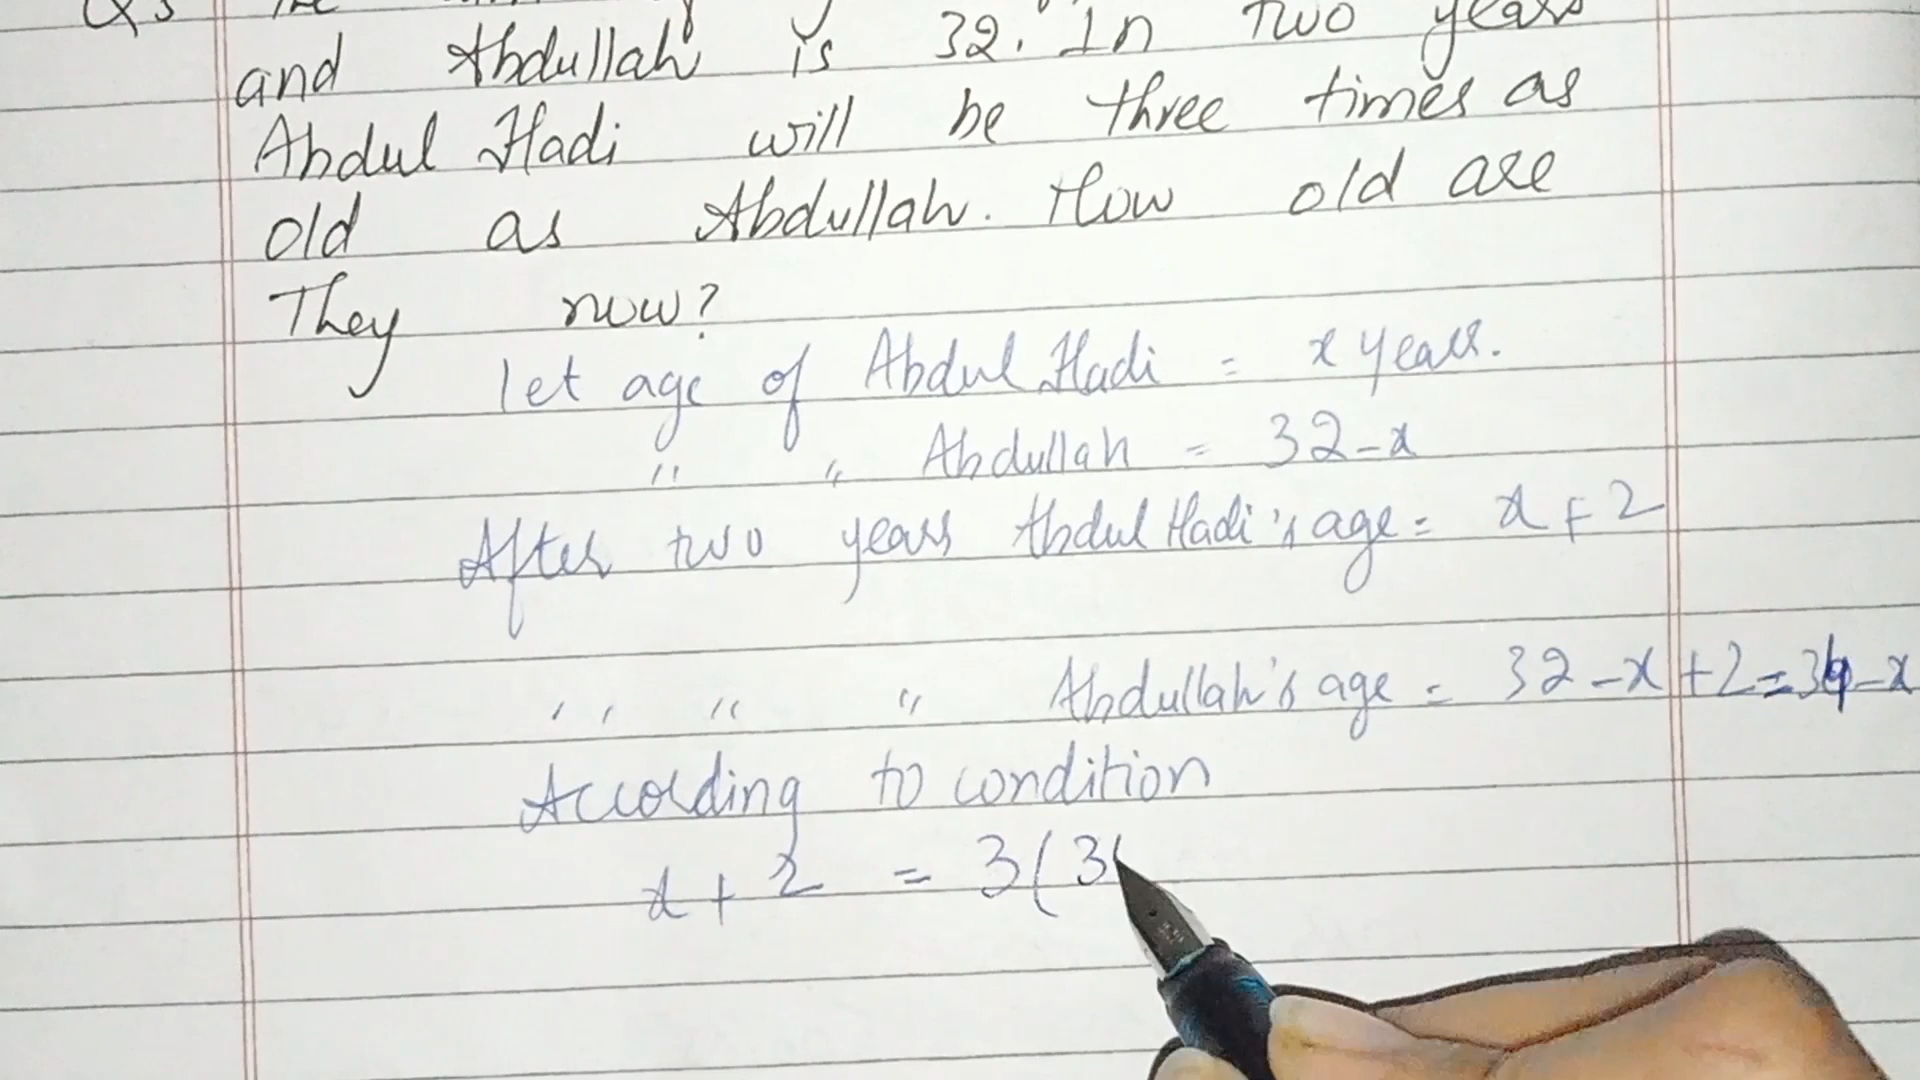 Q3
and Abdullah is 32. In two years
Abdul Hadi will be three times as
old as Abdullah. How old are
They now?
let age of Abdul Hadi = x years.
" " Abdullah = 32-x
After two years Abdul Hadi's age = x+2
" " " Abdullah's age = 32-x+2=34-x
According to condition
x+2 = 3(3